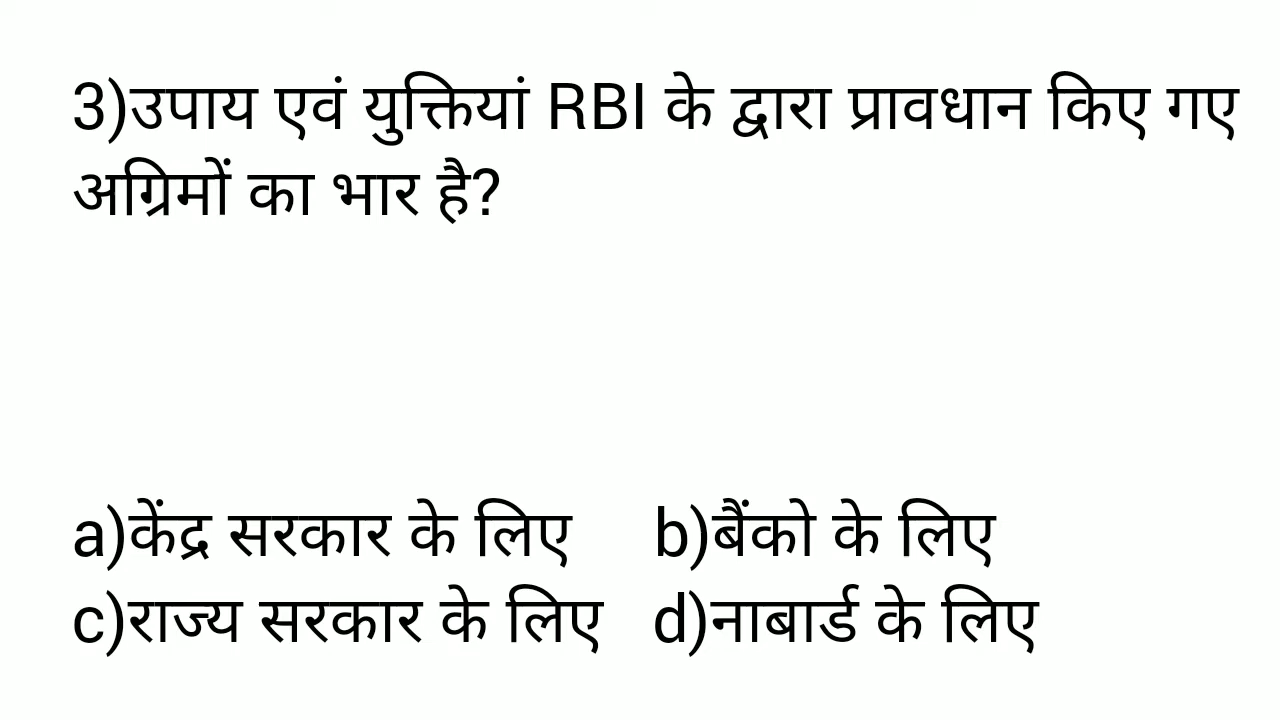 3)उपाय एवं युक्तियां RBI के द्वारा प्रावधान किए गए
अग्रिमों का भार है?
a)केंद्र सरकार के लिए b)बैंको के लिए
c)राज्य सरकार के लिए d)नाबार्ड के लिए